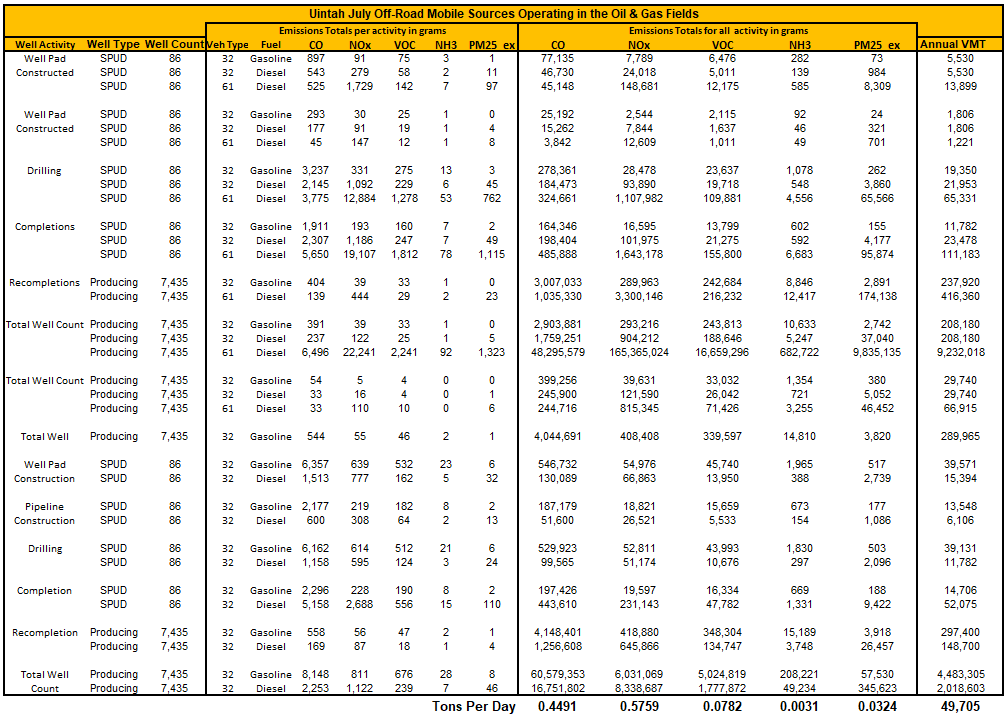 Uintah July Off-Road Mobile Sources Operating in the Oil & Gas Fields
Emissions Totals per activity in grams Emissions Totals for all activity in grams
Well Activity Well Type Well Count Veh Type Fuel CO NOx VOC NH3 PM25_ex CO NOx VOC NH3 PM25_ex Annual VMT
Well Pad SPUD 86 32 Gasoline 897 91 75 3 1 77,135 7,789 6,476 282 73 5,530
Constructed SPUD 86 32 Diesel 543 279 58 2 11 46,730 24,018 5,011 139 984 5,530
SPUD 86 61 Diesel 525 1,729 142 7 97 45,148 148,681 12,175 585 8,309 13,899
Well Pad SPUD 86 32 Gasoline 293 30 25 1 0 25,192 2,544 2,115 92 24 1,806
Constructed SPUD 86 32 Diesel 177 91 19 1 4 15,262 7,844 1,637 46 321 1,806
SPUD 86 61 Diesel 45 147 12 1 8 3,842 12,609 1,011 49 701 1,221
Drilling SPUD 86 32 Gasoline 3,237 331 275 13 3 278,361 28,478 23,637 1,078 262 19,350
SPUD 86 32 Diesel 2,145 1,092 229 6 45 184,473 93,890 19,718 548 3,860 21,953
SPUD 86 61 Diesel 3,775 12,884 1,278 53 762 324,661 1,107,982 109,881 4,556 65,566 65,331
Completions SPUD 86 32 Gasoline 1,911 193 160 7 2 164,346 16,595 13,799 602 155 11,782
SPUD 86 32 Diesel 2,307 1,186 247 7 49 198,404 101,975 21,275 592 4,177 23,478
SPUD 86 61 Diesel 5,650 19,107 1,812 78 1,115 485,888 1,643,178 155,800 6,683 95,874 111,183
Recompletions Producing 7,435 32 Gasoline 404 39 33 1 0 3,007,033 289,963 242,684 8,846 2,891 237,920
Producing 7,435 61 Diesel 139 444 29 2 23 1,035,330 3,300,146 216,232 12,417 174,138 416,360
Total Well Count Producing 7,435 32 Gasoline 391 39 33 1 0 2,903,881 293,216 243,813 10,633 2,742 208,180
Producing 7,435 32 Diesel 237 122 25 1 5 1,759,251 904,212 188,646 5,247 37,040 208,180
Producing 7,435 61 Diesel 6,496 22,241 2,241 92 1,323 48,295,579 165,365,024 16,659,296 682,722 9,835,135 9,232,018
Total Well Count Producing 7,435 32 Gasoline 54 5 4 0 0 399,256 39,631 33,032 1,354 380 29,740
Producing 7,435 32 Diesel 33 16 4 0 1 245,900 121,590 26,042 721 5,052 29,740
Producing 7,435 61 Diesel 33 110 10 0 6 244,716 815,345 71,426 3,255 46,452 66,915
Total Well Producing 7,435 32 Gasoline 544 55 46 2 1 4,044,691 408,408 339,597 14,810 3,820 289,965
Well Pad SPUD 86 32 Gasoline 6,357 639 532 23 6 546,732 54,976 45,740 1,965 517 39,571
Construction SPUD 86 32 Diesel 1,513 777 162 5 32 130,089 66,863 13,950 388 2,739 15,394
Pipeline SPUD 86 32 Gasoline 2,177 219 182 8 2 187,179 18,821 15,659 673 177 13,548
Construction SPUD 86 32 Diesel 600 308 64 2 13 51,600 26,521 5,533 154 1,086 6,106
Drilling SPUD 86 32 Gasoline 6,162 614 512 21 6 529,923 52,811 43,993 1,830 503 39,131
SPUD 86 32 Diesel 1,158 595 124 3 24 99,565 51,174 10,676 297 2,096 11,782
Completion SPUD 86 32 Gasoline 2,296 228 190 8 2 197,426 19,597 16,334 669 188 14,706
SPUD 86 32 Diesel 5,158 2,688 556 15 110 443,610 231,143 47,782 1,331 9,422 52,075
Recompletion Producing 7,435 32 Gasoline 558 56 47 2 1 4,148,401 418,880 348,304 15,189 3,918 297,400
Producing 7,435 32 Diesel 169 87 18 1 4 1,256,608 645,866 134,747 3,748 26,457 148,700
Total Well Producing 7,435 32 Gasoline 8,148 811 676 28 8 60,579,353 6,031,069 5,024,819 208,221 57,530 4,483,305
Count Producing 7,435 32 Diesel 2,253 1,122 239 7 46 16,751,802 8,338,687 1,777,872 49,234 345,623 2,018,603
Tons Per Day 0.4491 0.5759 0.0782 0.0031 0.0324 49,705